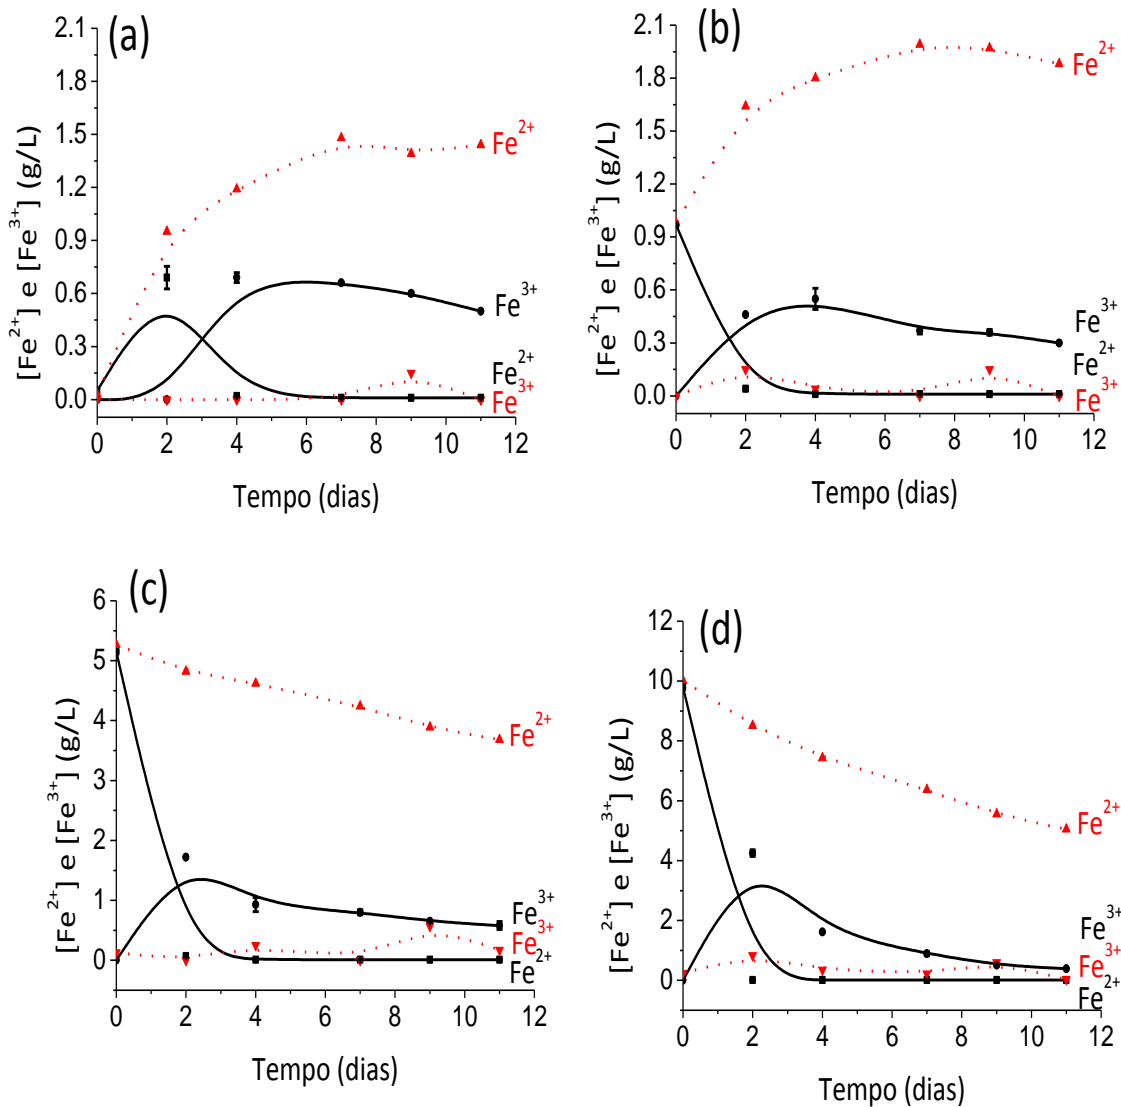 (a)
[Fe2+] e [Fe3+] (g/L)
2.1
1.8
1.5
1.2
0.9
0.6
0.3
0.0
Fe2+
Fe3+
Fe2+
Fe3+
0 2 4 6 8 10 12
Tempo (dias)
(b)
[Fe2+] e [Fe3+] (g/L)
2.1
1.8
1.5
1.2
0.9
0.6
0.3
0.0
Fe2+
Fe3+
Fe2+
Fe3+
0 2 4 6 8 10 12
Tempo (dias)
(c)
[Fe2+] e [Fe3+] (g/L)
6
5
4
3
2
1
0
Fe2+
Fe3+
Fe3+
Fe2+
0 2 4 6 8 10 12
Tempo (dias)
(d)
[Fe2+] e [Fe3+] (g/L)
12
10
8
6
4
2
0
Fe2+
Fe3+
Fe3+
Fe2+
0 2 4 6 8 10 12
Tempo (dias)